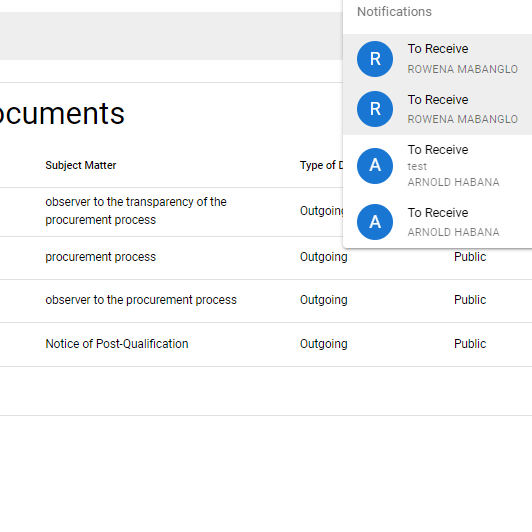 Notifications
R
To Receive
ROWENA MABANGLO
R
To Receive
ROWENA MABANGLO
A
To Receive
test
ARNOLD HABANA
A
To Receive
ARNOLD HABANA
ocuments
Subject Matter
Type of D
observer to the transparency of the
procurement process
Outgoing
procurement process
Outgoing
Public
observer to the procurement process
Outgoing
Public
Notice of Post-Qualification
Outgoing
Public